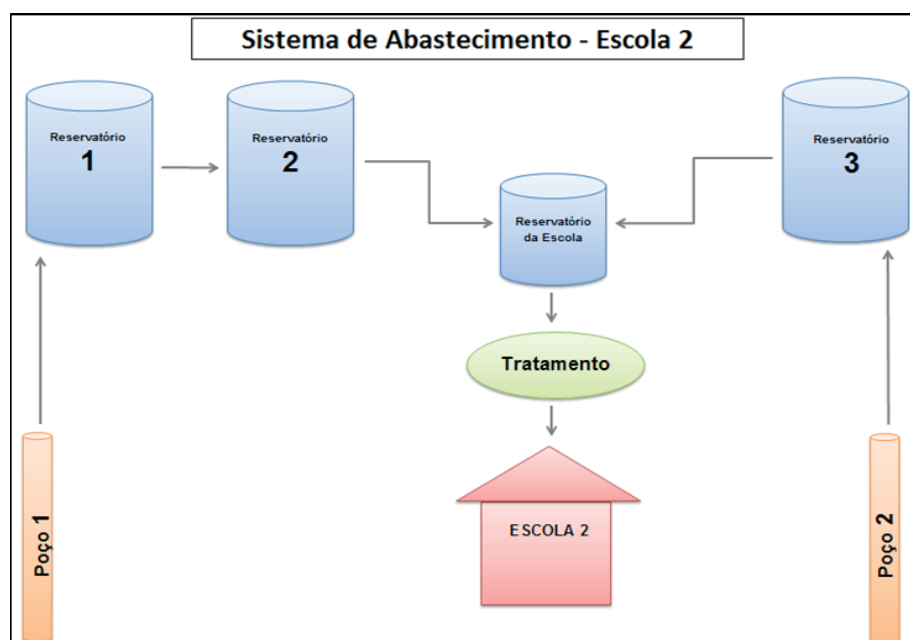 Sistema de Abastecimento - Escola 2
Reservatório
1
Reservatório
2
Reservatório
3
Reservatório
da Escola
Tratamento
ESCOLA 2
Poço 1
Poço 2